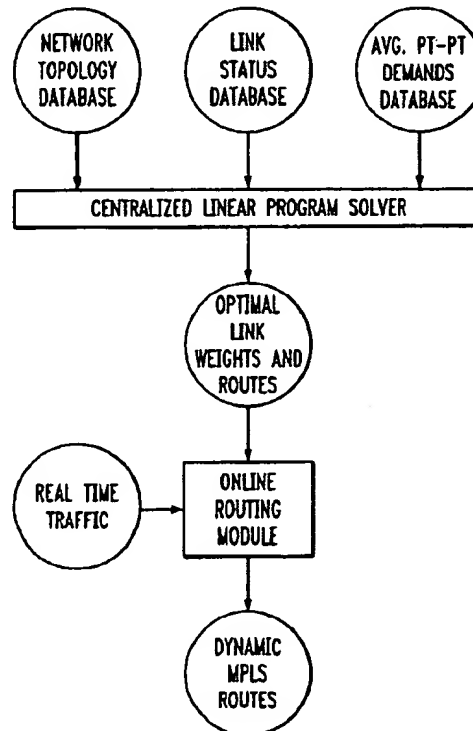 NETWORK
TOPOLOGY
DATABASE
LINK
STATUS
DATABASE
AVG. PT-PT
DEMANDS
DATABASE
CENTRALIZED LINEAR PROGRAM SOLVER
OPTIMAL
LINK
WEIGHTS AND
ROUTES
REAL TIME
TRAFFIC
ONLINE
ROUTING
MODULE
DYNAMIC
MPLS
ROUTES